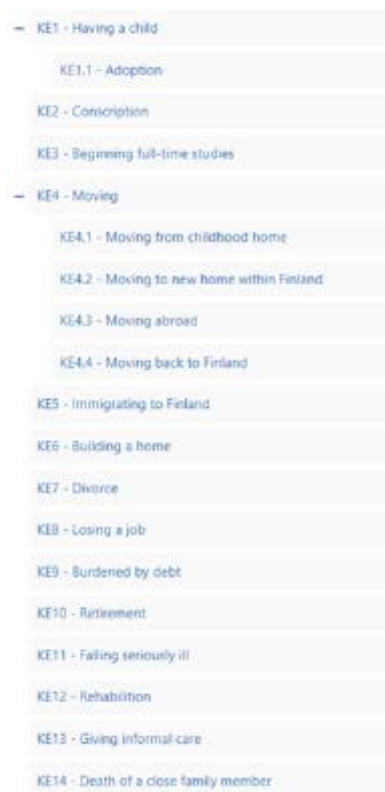 KE1 - Having a child
KE1.1 - Adoption
KE2 - Conscription
KE3 - Beginning full-time studies
KE4 - Moving
KE4.1 - Moving from childhood home
KE4.2 - Moving to new home within Finland
KE4.3 - Moving abroad
KE4.4 - Moving back to Finland
KE5 - Immigrating to Finland
KE6 - Building a home
KE7 - Divorce
KE8 - Losing a job
KE9 - Burdened by debt
KE10 - Retirement
KE11 - Falling seriously ill
KE12 - Rehabilition
KE13 - Giving informal care
KE14 - Death of a close family member